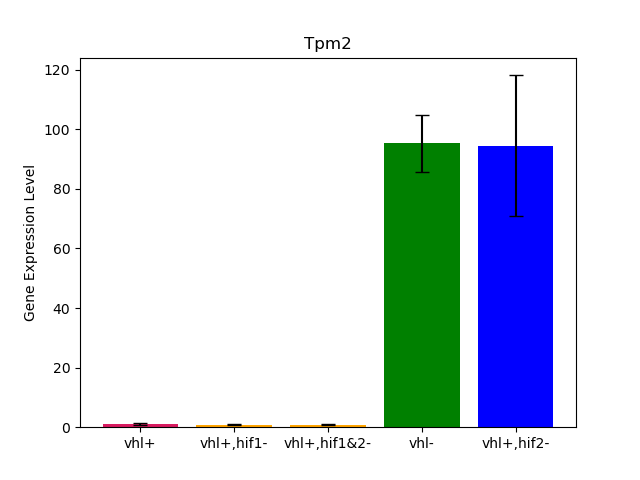 Tpm2
Gene Expression Level
120
100
80
60
40
20
0
vhl+
vhl+,hif1-
vhl+,hif1&2-
vhl-
vhl+,hif2-